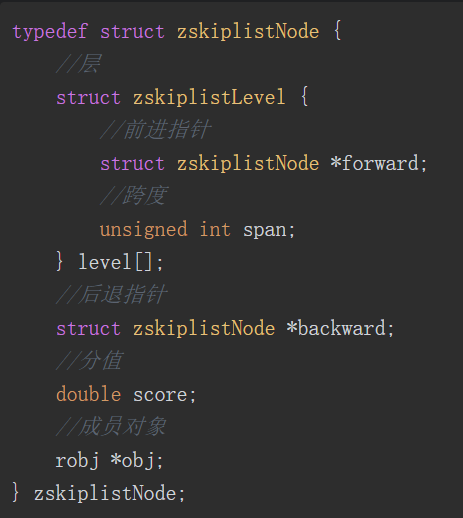 typedef struct zskiplistNode {
    //层
    struct zskiplistLevel {
        //前进指针
        struct zskiplistNode *forward;
        //跨度
        unsigned int span;
    } level[];
    //后退指针
    struct zskiplistNode *backward;
    //分值
    double score;
    //成员对象
    robj *obj;
} zskiplistNode;